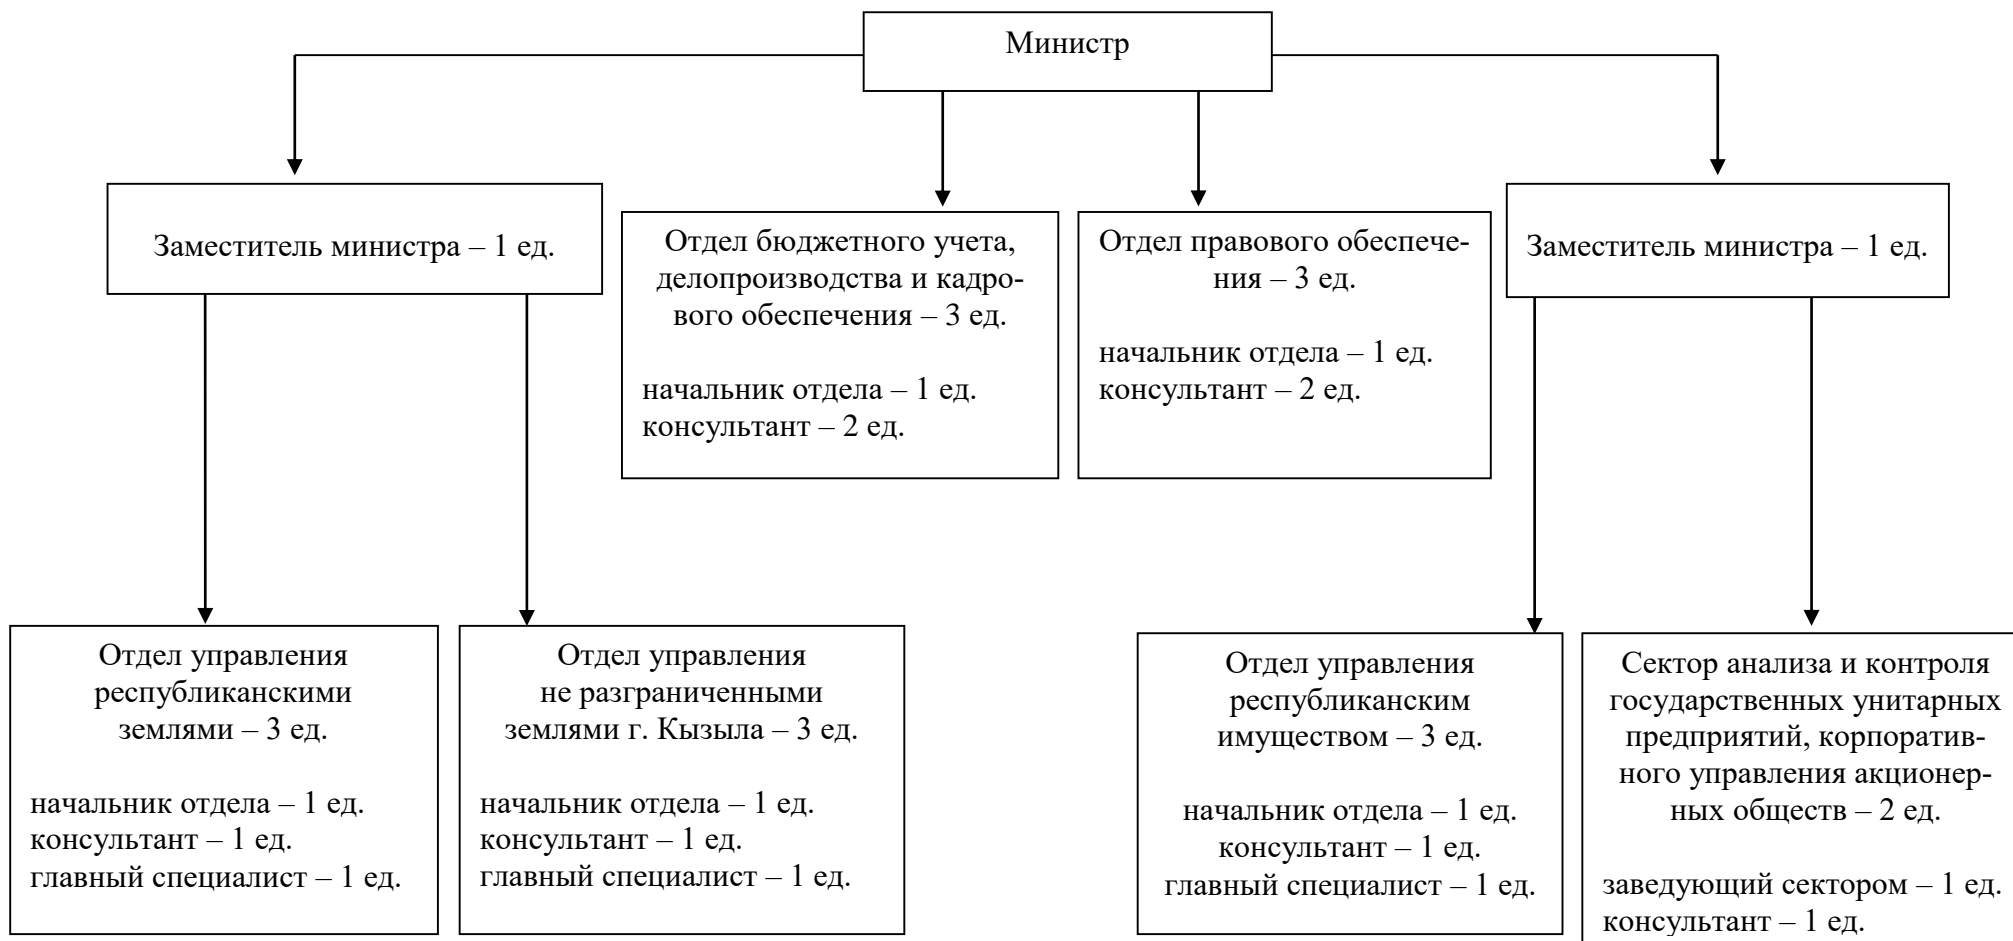 Министр
Заместитель министра – 1 ед.
Отдел бюджетного учета,
делопроизводства и кадро-
вого обеспечения – 3 ед.
начальник отдела – 1 ед.
консультант – 2 ед.
Отдел правового обеспече-
ния – 3 ед.
начальник отдела – 1 ед.
консультант – 2 ед.
Заместитель министра – 1 ед.
Отдел управления
республиканскими
землями – 3 ед.
начальник отдела – 1 ед.
консультант – 1 ед.
главный специалист – 1 ед.
Отдел управления
не разграниченными
землями г. Кызыла – 3 ед.
начальник отдела – 1 ед.
консультант – 1 ед.
главный специалист – 1 ед.
Отдел управления
республиканским
имуществом – 3 ед.
начальник отдела – 1 ед.
консультант – 1 ед.
главный специалист – 1 ед.
Сектор анализа и контроля
государственных унитарных
предприятий, корпоратив-
ного управления акционер-
ных обществ – 2 ед.
заведующий сектором – 1 ед.
консультант – 1 ед.